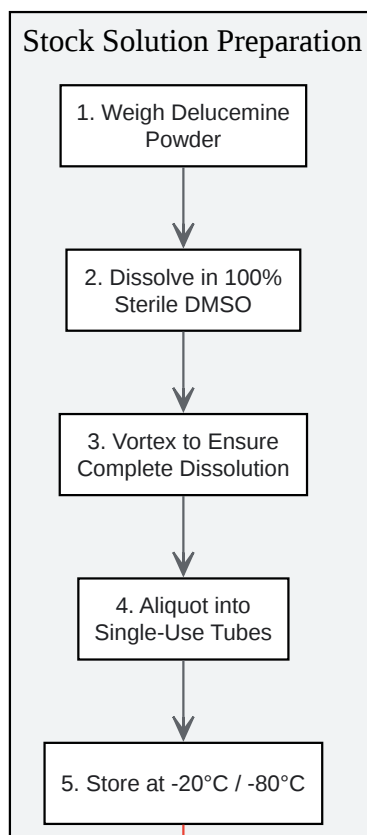 Stock Solution Preparation
1. Weigh Delucemine
Powder
2. Dissolve in 100%
Sterile DMSO
3. Vortex to Ensure
Complete Dissolution
4. Aliquot into
Single-Use Tubes
5. Store at -20°C / -80°C